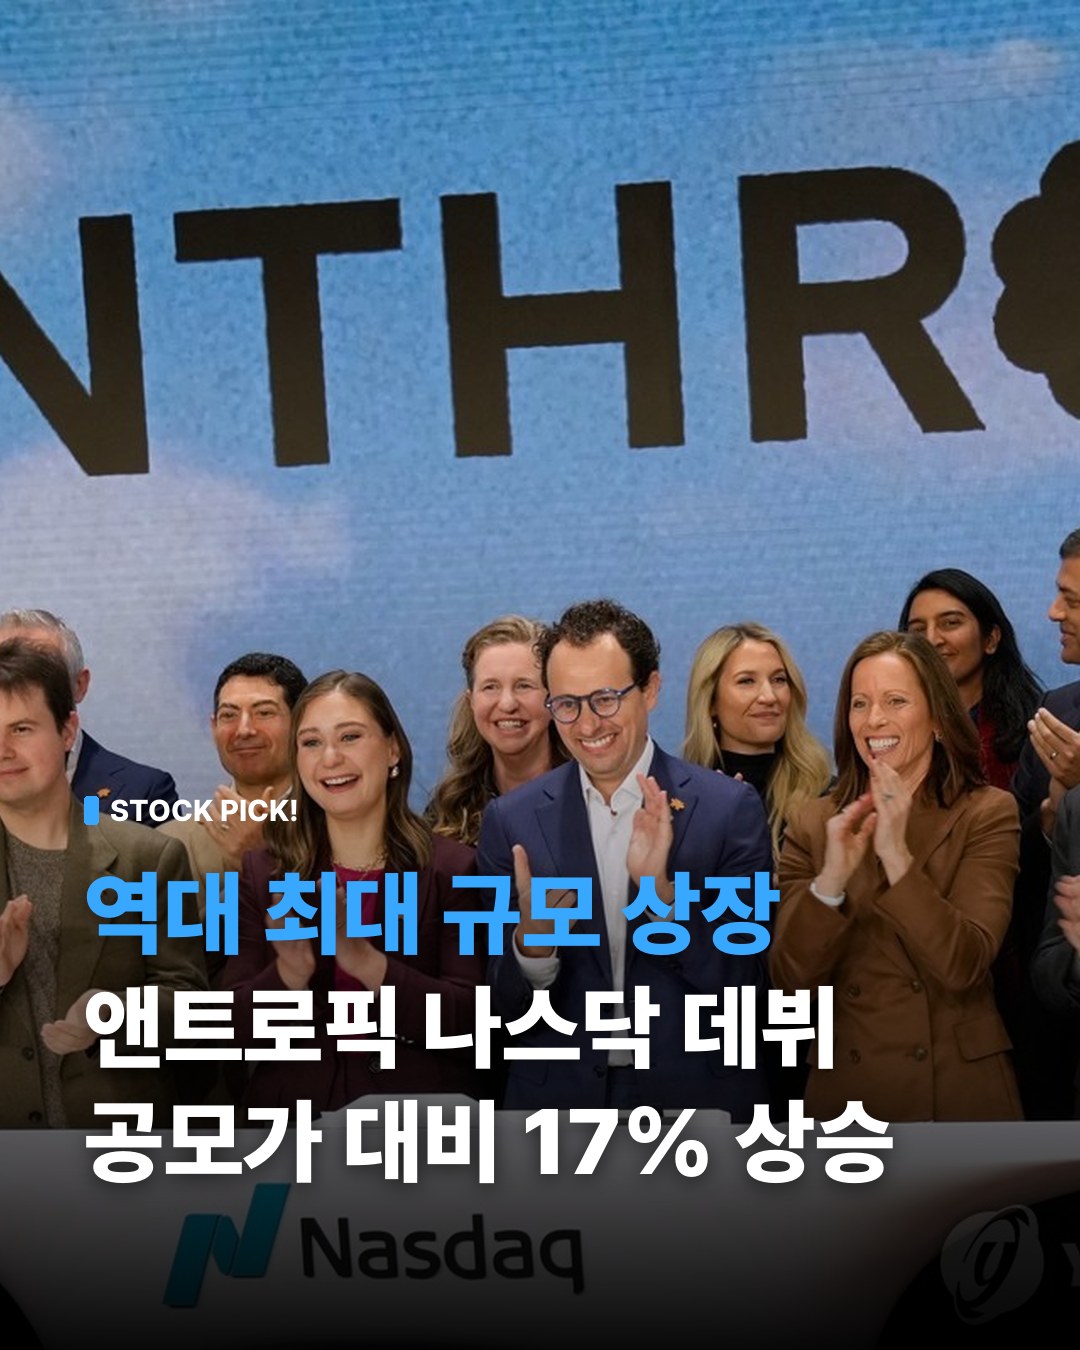 NTHR
STOCK PICK!
역대 최대 규모 상장
앤트로픽 나스닥 데뷔
공모가 대비 17% 상승
Nasdaq